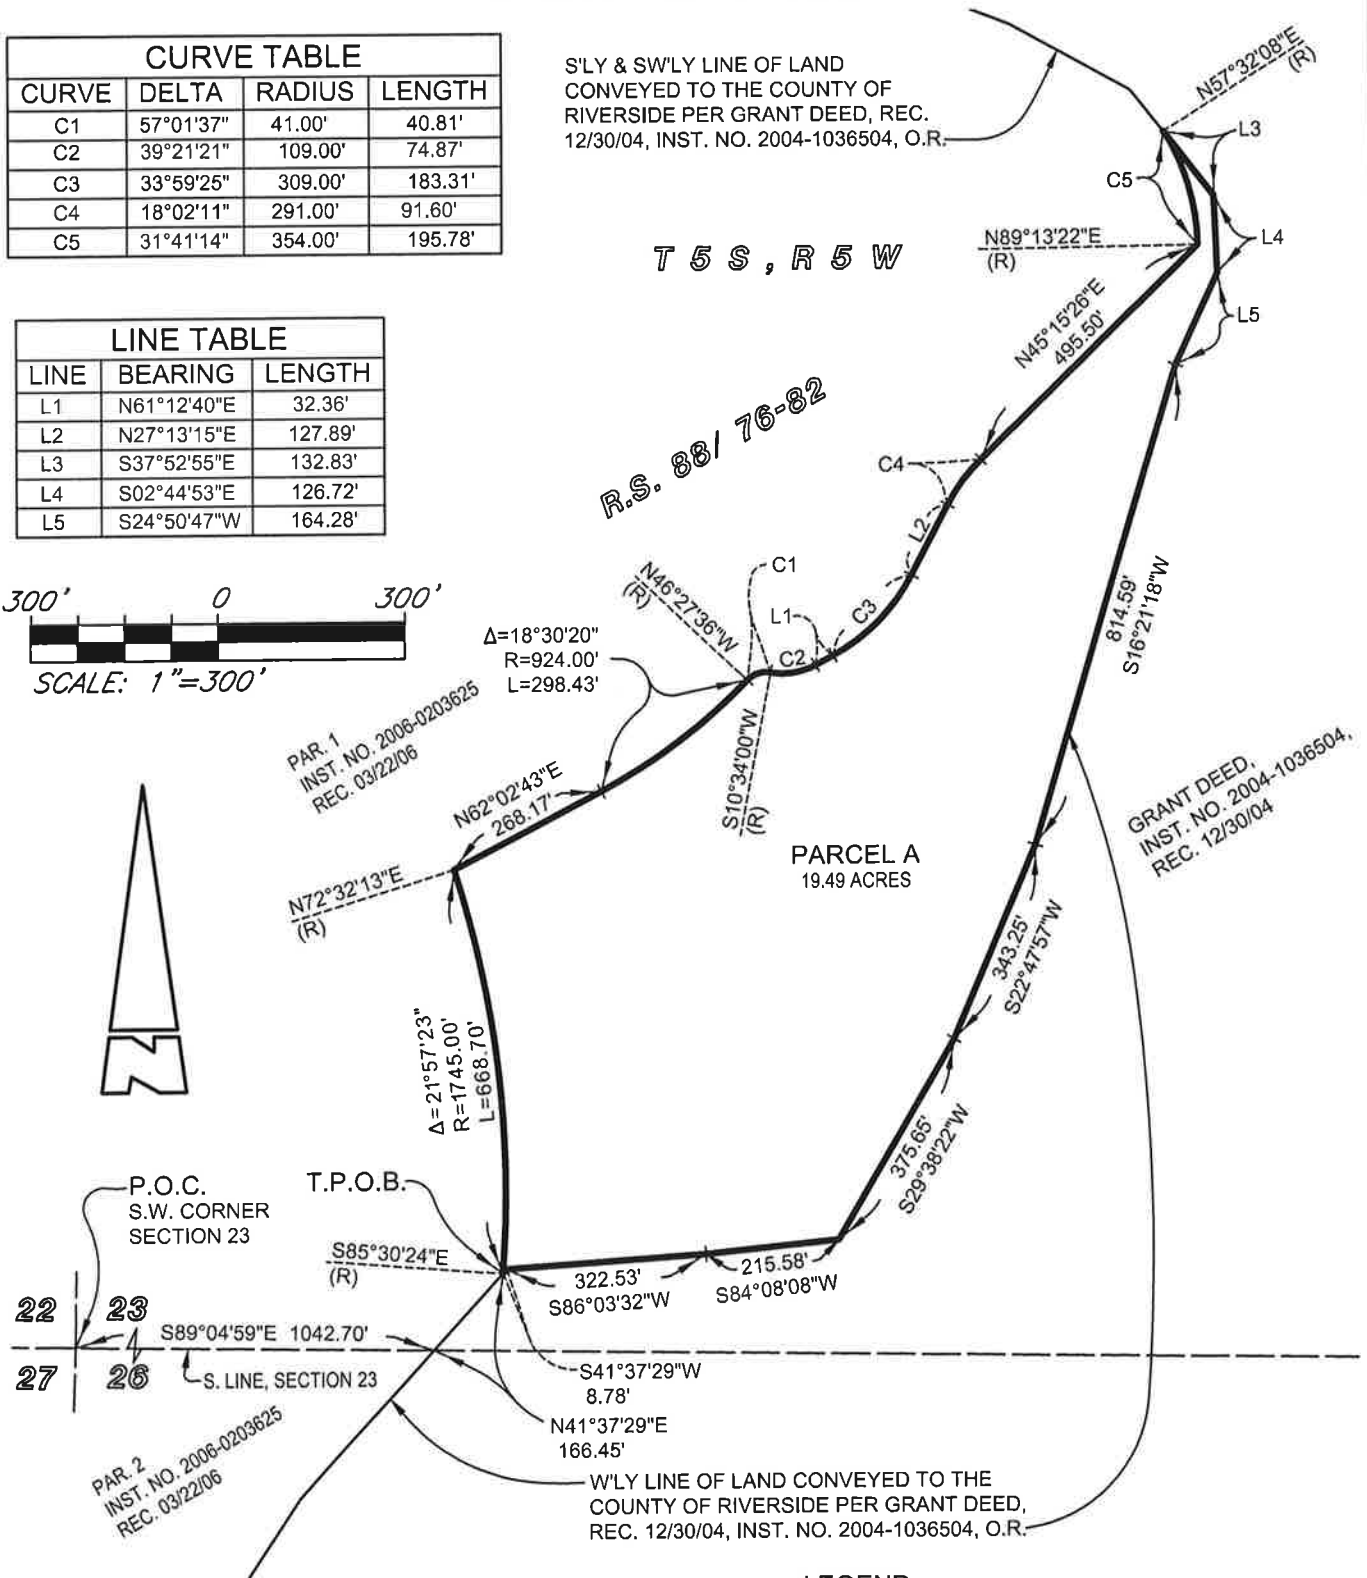 CURVE TABLE
CURVE DELTA RADIUS LENGTH
C1 57°01'37" 41.00' 40.81'
C2 39°21'21" 109.00' 74.87'
C3 33°59'25" 309.00' 183.31'
C4 18°02'11" 291.00' 91.60'
C5 31°41'14" 354.00' 195.78'
LINE TABLE
LINE BEARING LENGTH
L1 N61°12'40"E 32.36'
L2 N27°13'15"E 127.89'
L3 S37°52'55"E 132.83'
L4 S02°44'53"E 126.72'
L5 S24°50'47"W 164.28'
300' 0 300'
SCALE: 1"=300'
S'LY & SW'LY LINE OF LAND
CONVEYED TO THE COUNTY OF
RIVERSIDE PER GRANT DEED, REC.
12/30/04, INST. NO. 2004-1036504, O.R.
N57°32'08"E
(R)
L3
C5
L4
N89°13'22"E
(R)
L5
T 5 S , R 5 W
N45°15'26"E
495.50'
R.S. 88/ 76-82
C4
L2
C3
C1
L1
C2
N46°27'36"W
(R)
Δ=18°30'20"
R=924.00'
L=298.43'
S10°34'00"W
(R)
814.59'
S16°21'18"W
PAR. 1
INST. NO. 2006-0203625
REC. 03/22/06
N62°02'43"E
268.17'
N72°32'13"E
(R)
PARCEL A
19.49 ACRES
GRANT DEED,
INST. NO. 2004-1036504,
REC. 12/30/04
343.25'
S22°47'57"W
N
Δ=21°57'23"
R=1745.00'
L=668.70'
375.65'
S29°38'22"W
P.O.C.
S.W. CORNER
SECTION 23
T.P.O.B.
S85°30'24"E
(R)
322.53'
S86°03'32"W
215.58'
S84°08'08"W
22 23
27 26
S89°04'59"E 1042.70'
S. LINE, SECTION 23
S41°37'29"W
8.78'
N41°37'29"E
166.45'
PAR. 2
INST. NO. 2006-0203625
REC. 03/22/06
W'LY LINE OF LAND CONVEYED TO THE
COUNTY OF RIVERSIDE PER GRANT DEED,
REC. 12/30/04, INST. NO. 2004-1036504, O.R.
LEGEND